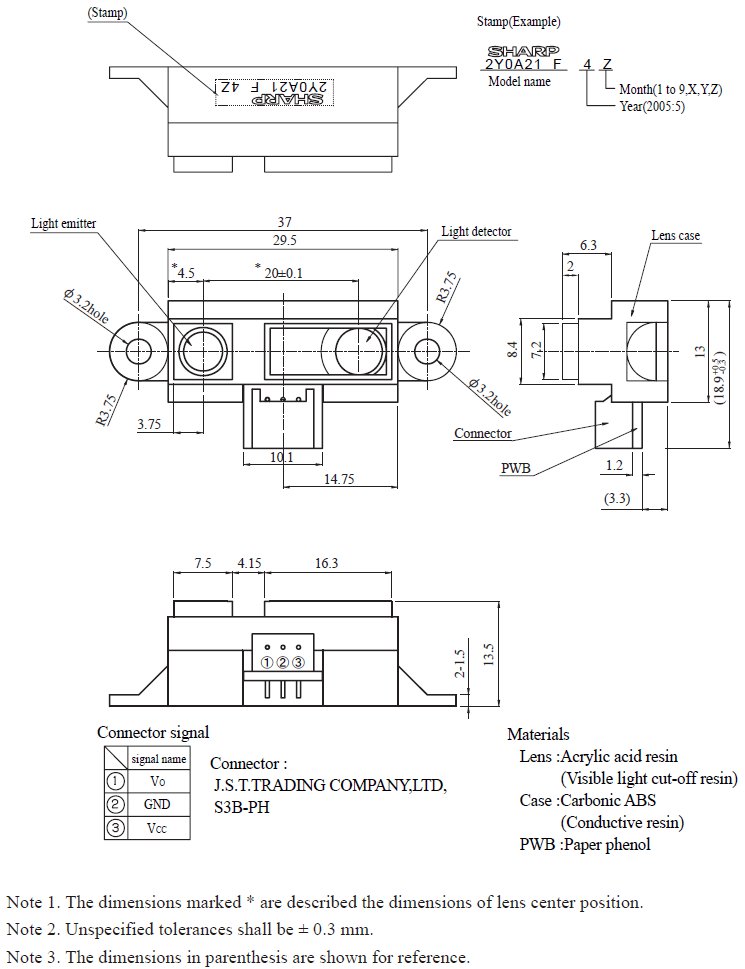 (Stamp)
Stamp(Example)
SHARP
2Y0A21 F 4 Z
Model name
Month(1 to 9,X,Y,Z)
Year(2005:5)
SHARP
2Y0A21 F 4Z
Light emitter
37
29.5
Light detector
Lens case
* 4.5
* 20±0.1
6.3
2
φ3.2hole
R3.75
8.4
7.2
13
(18.9 +0.5 -0.3)
R3.75
φ3.2hole
3.75
10.1
14.75
Connector
PWB
1.2
(3.3)
7.5
4.15
16.3
① ② ③
2-1.5
13.5
Connector signal
signal name
① Vo
② GND
③ Vcc
Connector :
J.S.T.TRADING COMPANY,LTD,
S3B-PH
Materials
Lens :Acrylic acid resin
(Visible light cut-off resin)
Case :Carbonic ABS
(Conductive resin)
PWB :Paper phenol
Note 1. The dimensions marked * are described the dimensions of lens center position.
Note 2. Unspecified tolerances shall be ± 0.3 mm.
Note 3. The dimensions in parenthesis are shown for reference.